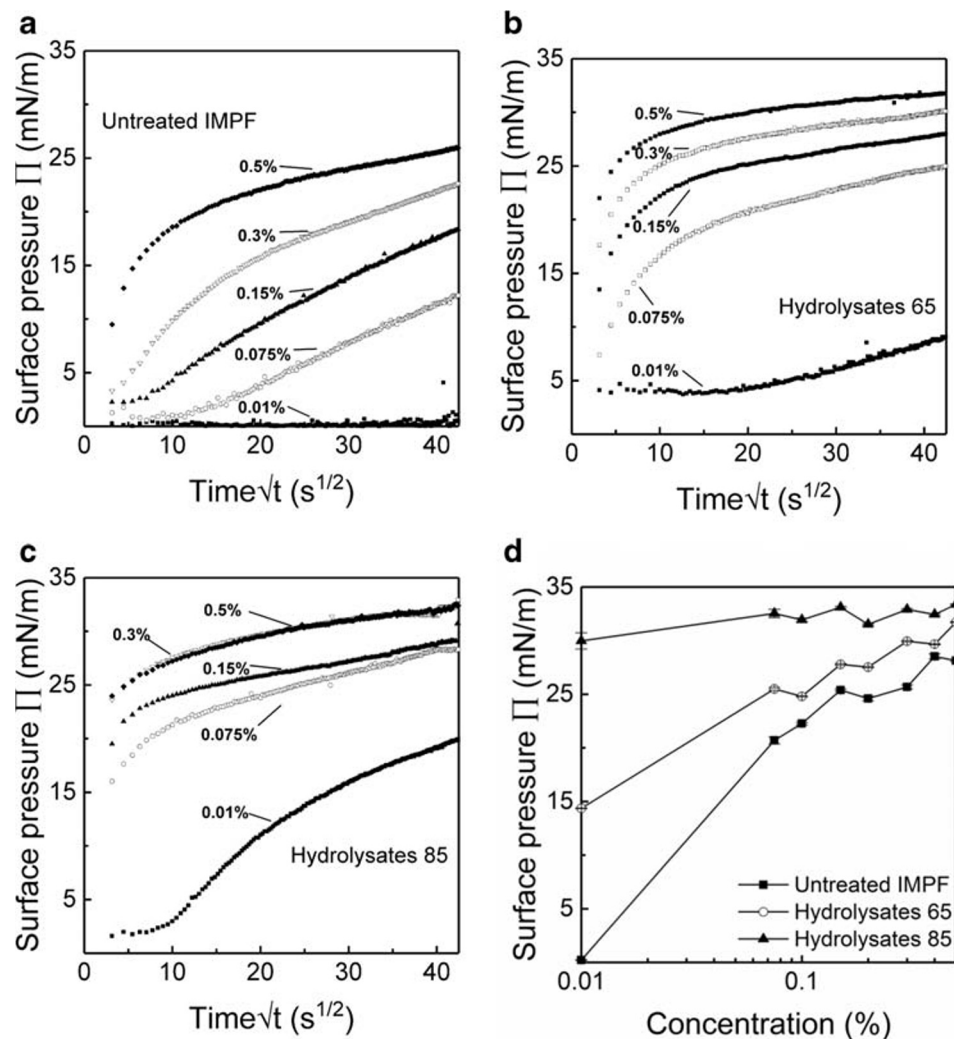 a
35
25
15
5
Surface pressure Π (mN/m)
Untreated IMPF
0.5%
0.3%
0.15%
0.075%
0.01%
0 10 20 30 40
Time√t (s1/2)
b
35
25
15
5
Surface pressure Π (mN/m)
0.5%
0.3%
0.15%
0.075%
Hydrolysates 65
0.01%
0 10 20 30 40
Time√t (s1/2)
c
35
25
15
5
Surface pressure Π (mN/m)
0.5%
0.3%
0.15%
0.075%
0.01%
Hydrolysates 85
0 10 20 30 40
Time√t (s1/2)
d
35
25
15
5
Surface pressure Π (mN/m)
Untreated IMPF
Hydrolysates 65
Hydrolysates 85
0.01 0.1
Concentration (%)